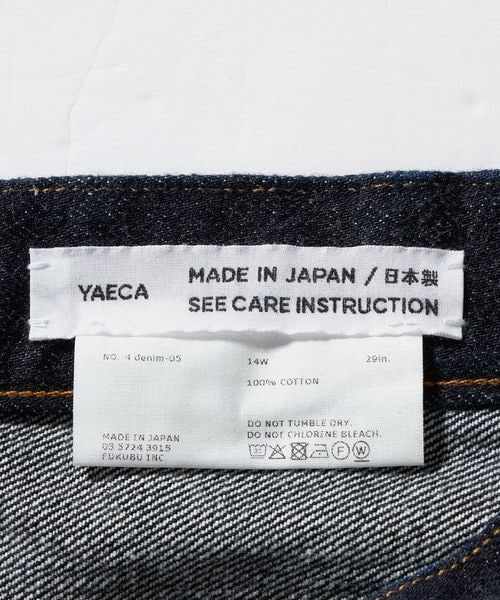 YAECA
MADE IN JAPAN / 日本製
SEE CARE INSTRUCTION
NO. 4 denim-05
14W
29in.
100% COTTON
DO NOT TUMBLE DRY.
DO NOT CHLORENE BLEACH.
MADE IN JAPAN
03 5724 3915
FUKUBU INC.